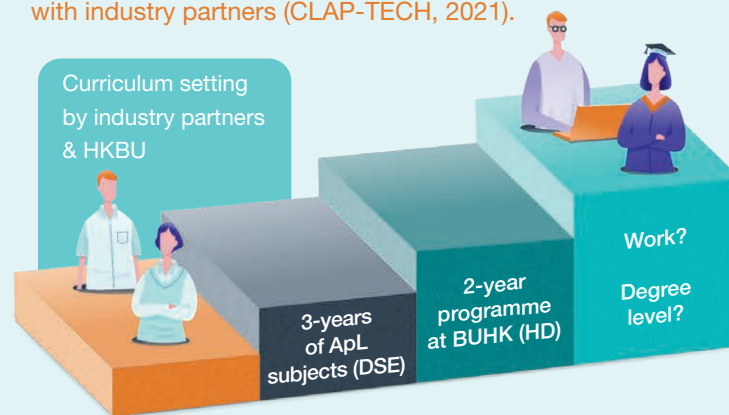 with industry partners (CLAP-TECH, 2021).
Curriculum setting
by industry partners
& HKBU
3-years
of ApL
subjects (DSE)
2-year
programme
at BUHK (HD)
Work?
Degree
level?